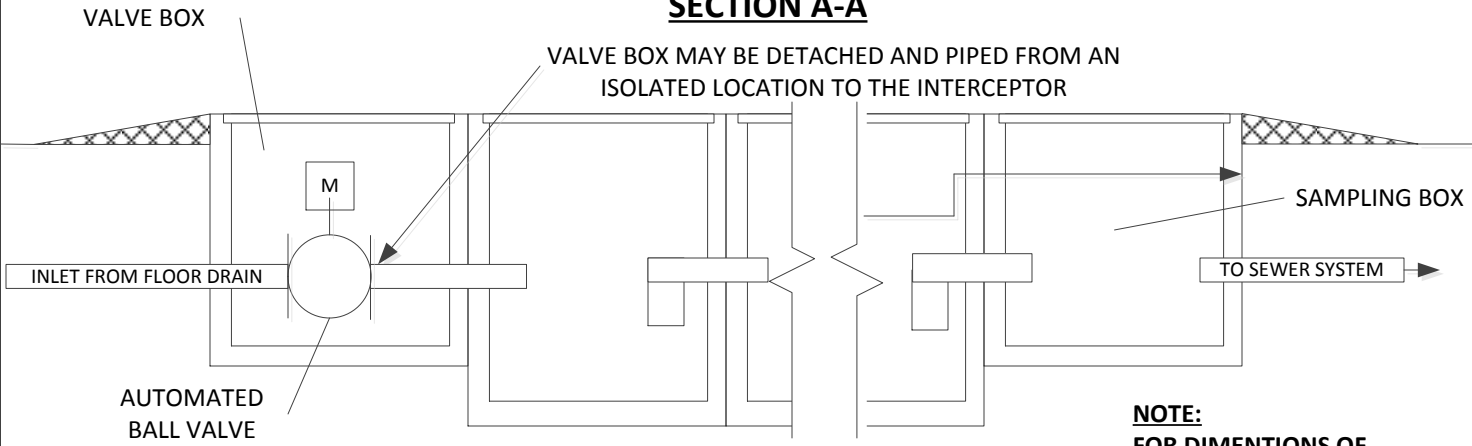 SECTION A-A
VALVE BOX
VALVE BOX MAY BE DETACHED AND PIPED FROM AN
ISOLATED LOCATION TO THE INTERCEPTOR
M
SAMPLING BOX
INLET FROM FLOOR DRAIN
TO SEWER SYSTEM
AUTOMATED
BALL VALVE
NOTE:
FOR DIMENTIONS OF